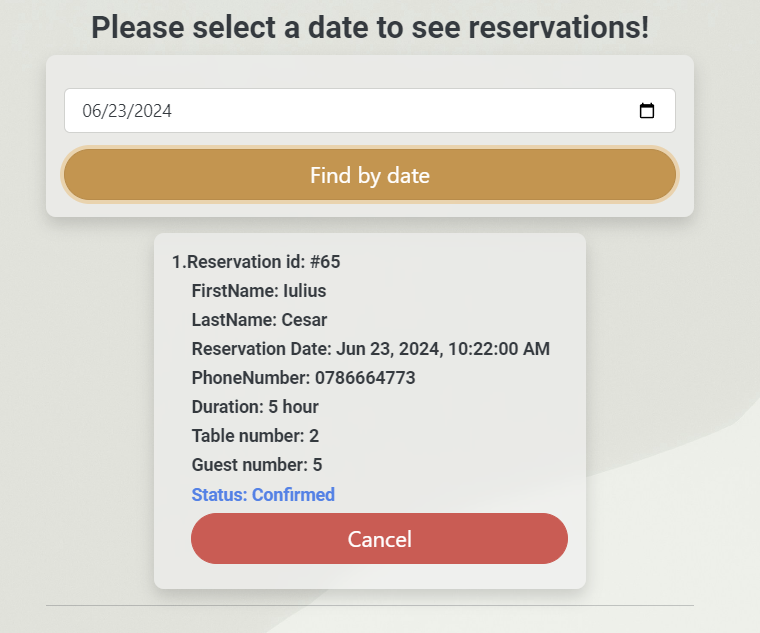 Please select a date to see reservations!
06/23/2024
Find by date
1.Reservation id: #65
FirstName: Iulius
LastName: Cesar
Reservation Date: Jun 23, 2024, 10:22:00 AM
PhoneNumber: 0786664773
Duration: 5 hour
Table number: 2
Guest number: 5
Status: Confirmed
Cancel